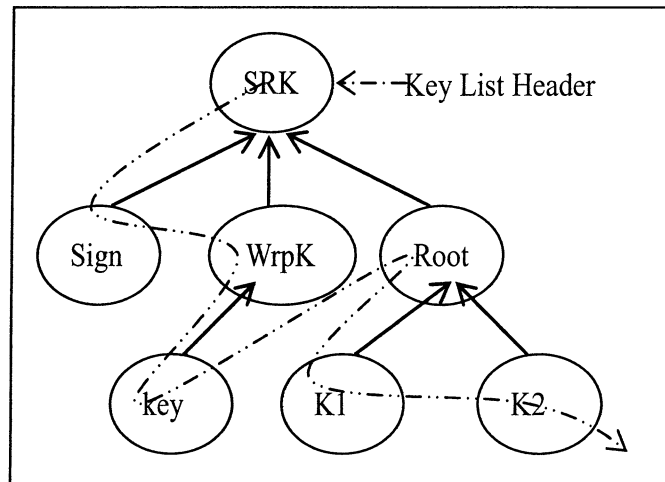 SRK
Key List Header
Sign
WrpK
Root
key
K1
K2